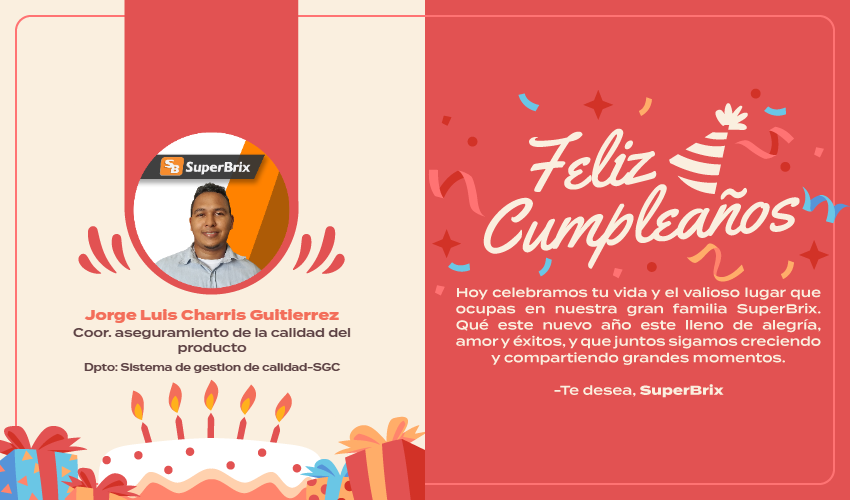 SB SuperBrix
Jorge Luis Charris Guitierrez
Coor. aseguramiento de la calidad del
producto
Dpto: Sistema de gestion de calidad-SGC
Feliz
Cumpleaños
Hoy celebramos tu vida y el valioso lugar que
ocupas en nuestra gran familia SuperBrix.
Qué este nuevo año este lleno de alegría,
amor y éxitos, y que juntos sigamos creciendo
y compartiendo grandes momentos.
-Te desea, SuperBrix